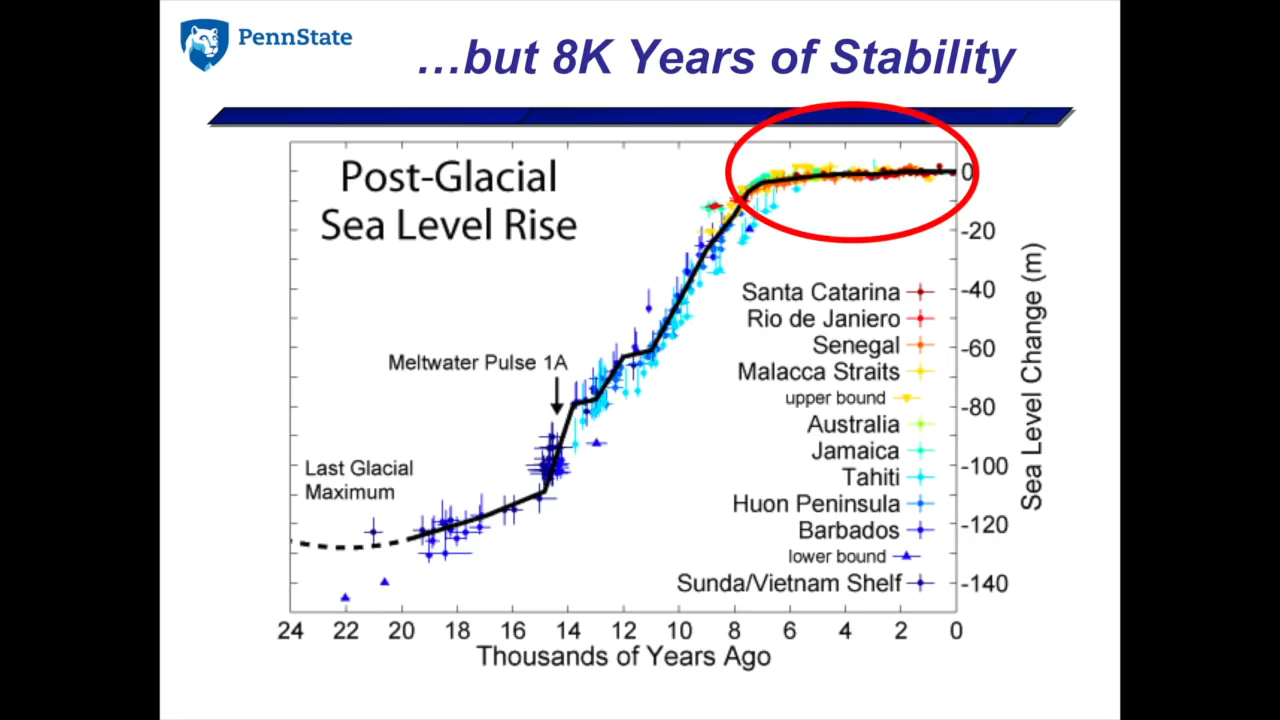 PennState
…but 8K Years of Stability
Post-Glacial
Sea Level Rise
Meltwater Pulse 1A
Last Glacial
Maximum
Santa Catarina
Rio de Janiero
Senegal
Malacca Straits
upper bound
Australia
Jamaica
Tahiti
Huon Peninsula
Barbados
lower bound
Sunda/Vietnam Shelf
0
-20
-40
-60
-80
-100
-120
-140
Sea Level Change (m)
24 22 20 18 16 14 12 10 8 6 4 2 0
Thousands of Years Ago